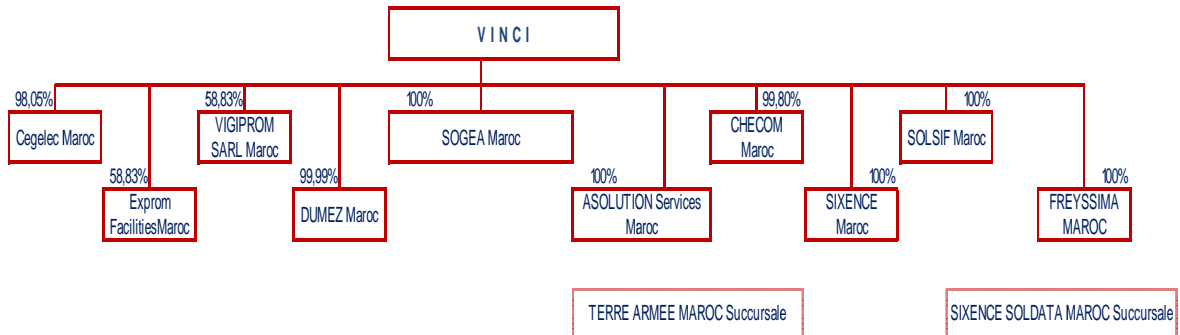 V I N C I
98,05%
Cegelec Maroc
58,83%
VIGIPROM
SARL Maroc
100%
SOGEA Maroc
99,80%
CHECOM
Maroc
100%
SOLSIF Maroc
58,83%
Exprom
FacilitiesMaroc
99,99%
DUMEZ Maroc
100%
ASOLUTION Services
Maroc
100%
SIXENCE
Maroc
100%
FREYSSIMA
MAROC
TERRE ARMEE MAROC Succursale
SIXENCE SOLDATA MAROC Succursale